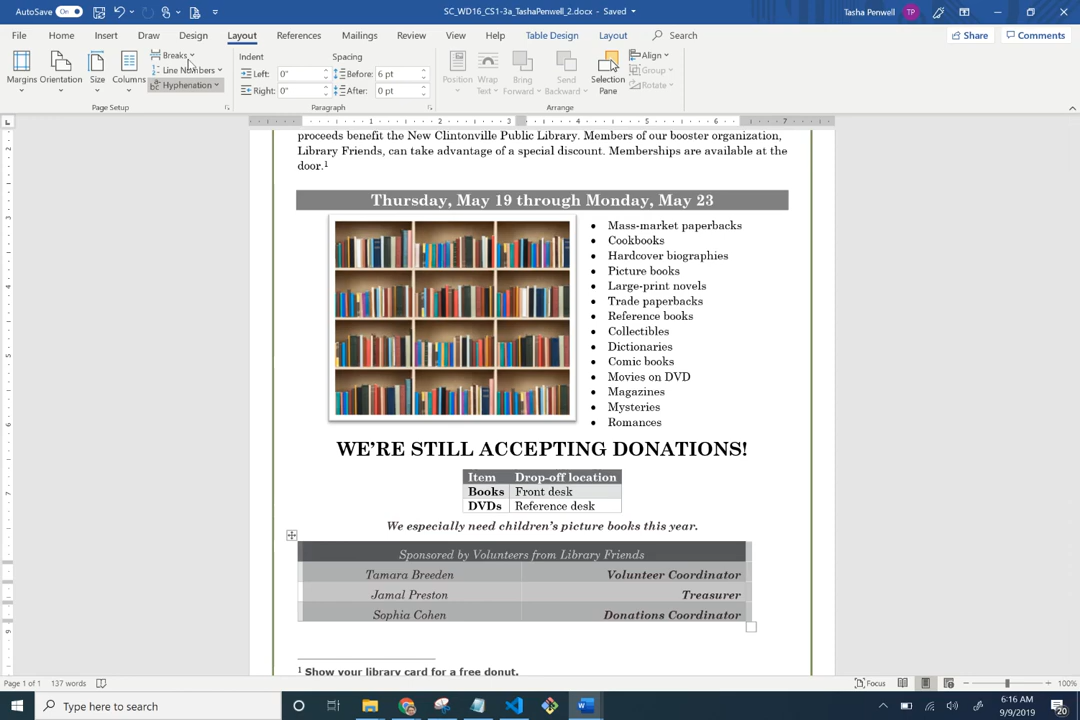 AutoSave On SC_WD16_CS1-3a_TashaPenwell_2.docx - Saved Tasha Penwell TP
File Home Insert Draw Design Layout References Mailings Review View Help Table Design Layout Search Share Comments
Margins Orientation Size Columns
Breaks
Line Numbers
Hyphenation
Page Setup
Indent Spacing
Left: 0" Before: 6 pt
Right: 0" After: 0 pt
Paragraph
Position Wrap Text Bring Forward Send Backward Selection Pane
Align
Group
Rotate
Arrange
proceeds benefit the New Clintonville Public Library. Members of our booster organization,
Library Friends, can take advantage of a special discount. Memberships are available at the
door.1
Thursday, May 19 through Monday, May 23
Mass-market paperbacks
Cookbooks
Hardcover biographies
Picture books
Large-print novels
Trade paperbacks
Reference books
Collectibles
Dictionaries
Comic books
Movies on DVD
Magazines
Mysteries
Romances
WE'RE STILL ACCEPTING DONATIONS!
Item Drop-off location
Books Front desk
DVDs Reference desk
We especially need children's picture books this year.
Sponsored by Volunteers from Library Friends
Tamara Breeden Volunteer Coordinator
Jamal Preston Treasurer
Sophia Cohen Donations Coordinator
1 Show your library card for a free donut.
Page 1 of 1 137 words Focus 100%
Type here to search
6:16 AM
9/9/2019
20